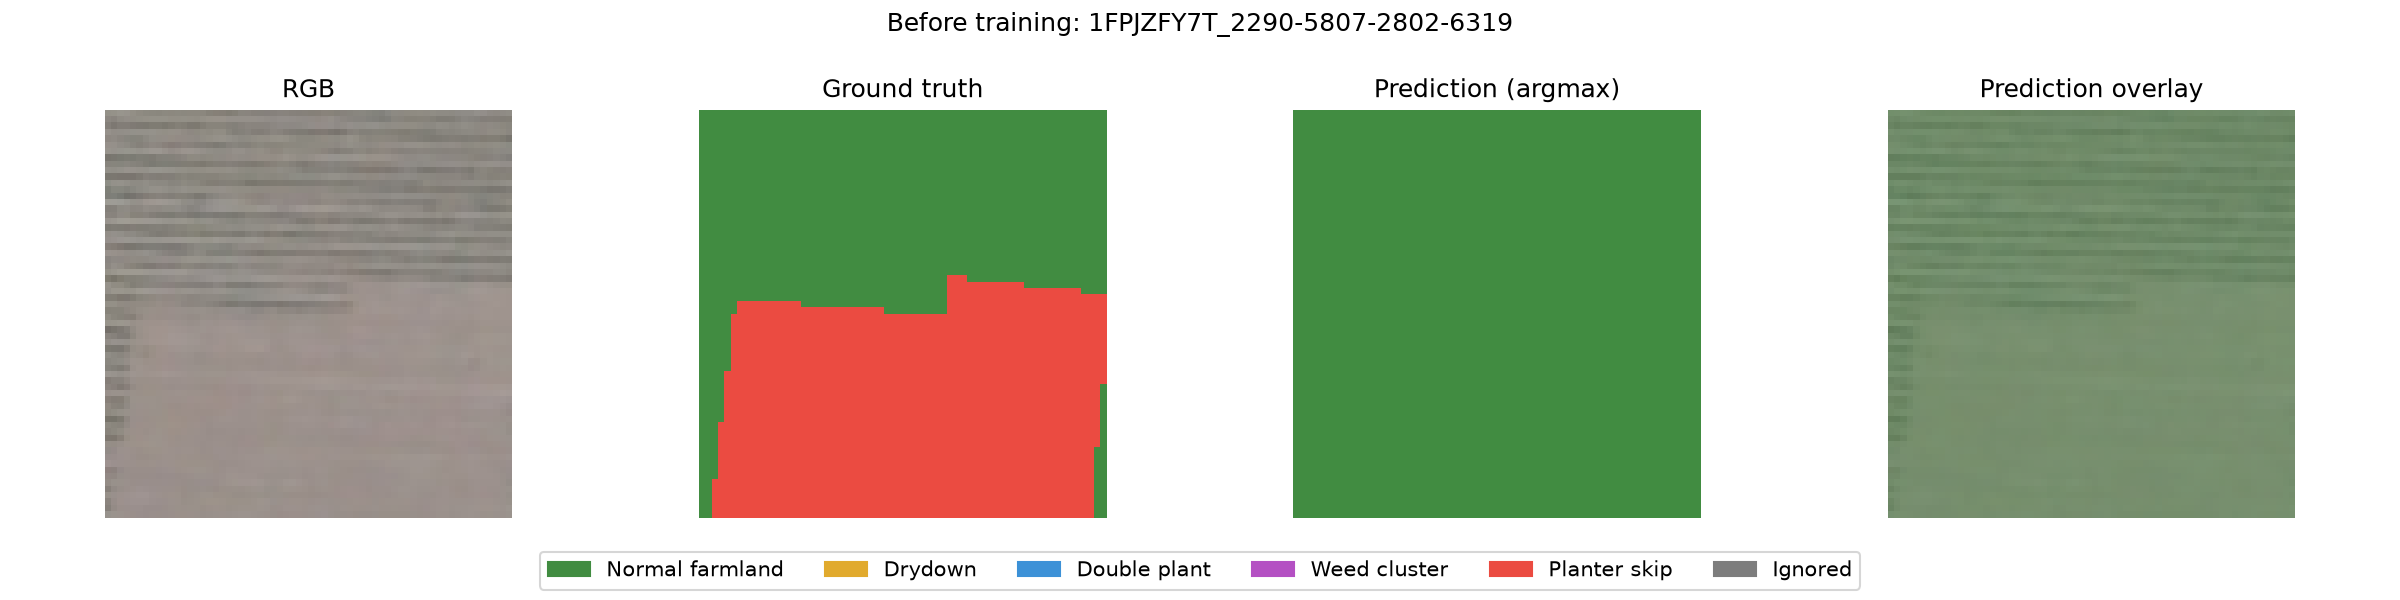 Before training: 1FPJZFY7T_2290-5807-2802-6319
RGB
Ground truth
Prediction (argmax)
Prediction overlay
Normal farmland
Drydown
Double plant
Weed cluster
Planter skip
Ignored